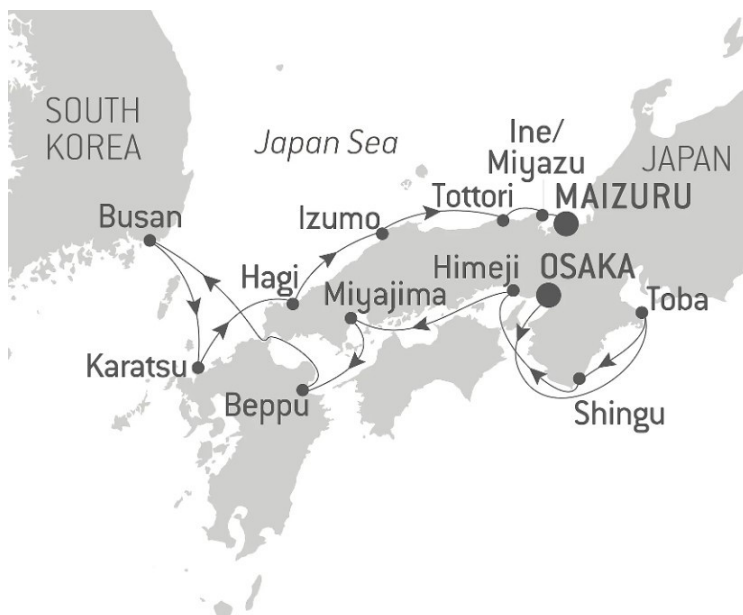 SOUTH
KOREA
Japan Sea
Ine/
Miyazu
JAPAN
Tottori
MAIZURU
Busan
Izumo
Hagi
Himeji
OSAKA
Miyajima
Toba
Karatsu
Beppu
Shingu